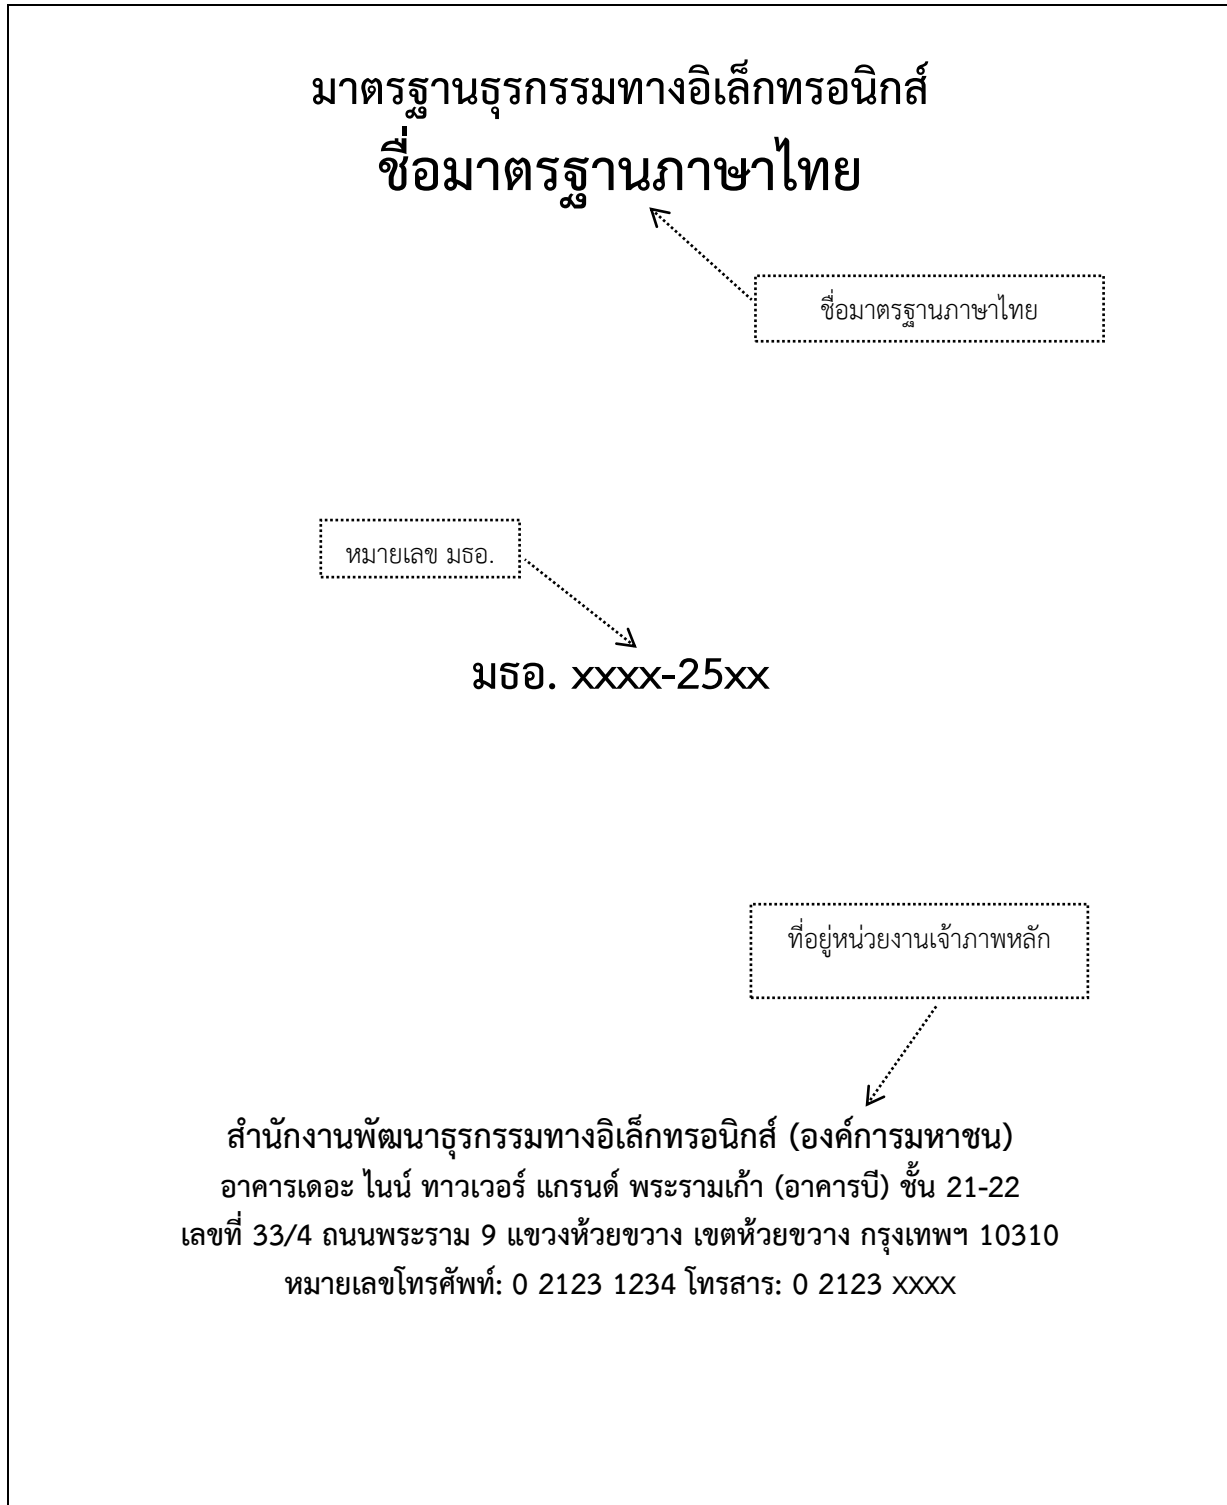 มาตรฐานธุรกรรมทางอิเล็กทรอนิกส์
ชื่อมาตรฐานภาษาไทย
ชื่อมาตรฐานภาษาไทย
หมายเลข มธอ.
มธอ. xxxx-25xx
ที่อยู่หน่วยงานเจ้าภาพหลัก
สำนักงานพัฒนาธุรกรรมทางอิเล็กทรอนิกส์ (องค์การมหาชน)
อาคารเดอะ ไนน์ ทาวเวอร์ แกรนด์ พระรามเก้า (อาคารบี) ชั้น 21-22
เลขที่ 33/4 ถนนพระราม 9 แขวงห้วยขวาง เขตห้วยขวาง กรุงเทพฯ 10310
หมายเลขโทรศัพท์: 0 2123 1234 โทรสาร: 0 2123 xxxx